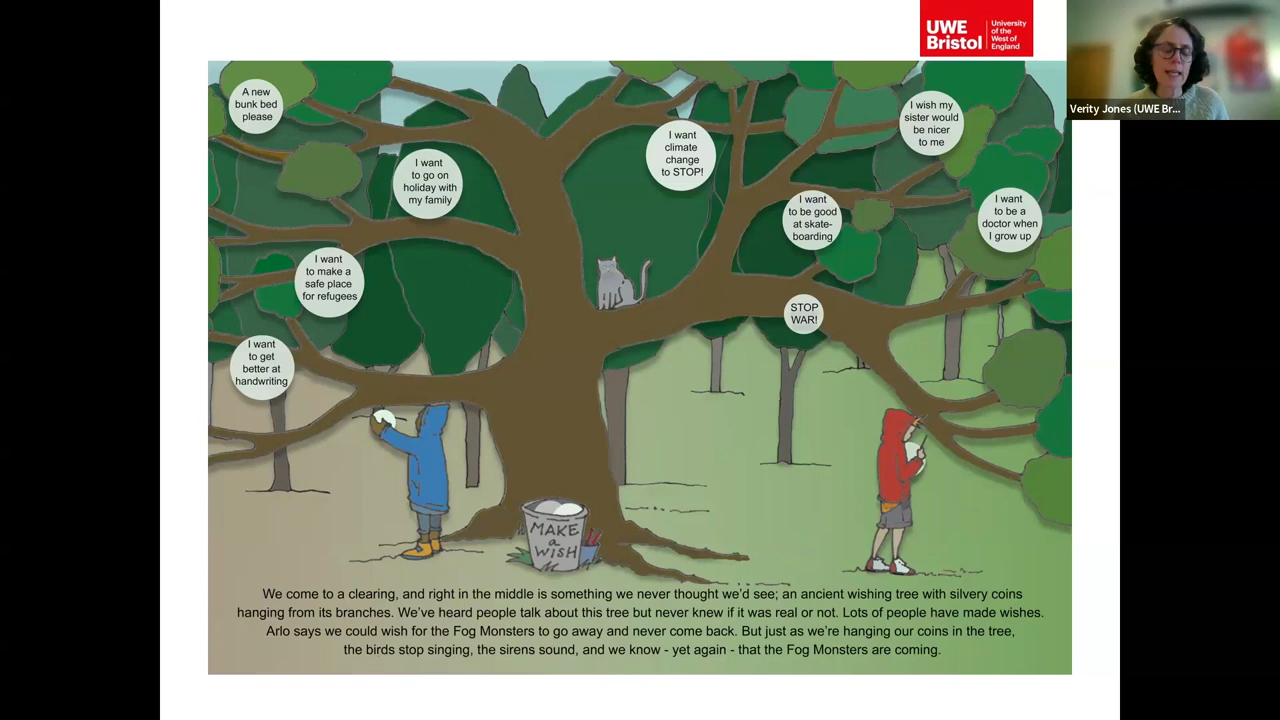 UWE
Bristol
University
of the
West of
England
Verity Jones (UWE Br...
A new
bunk bed
please
I want
to go on
holiday with
my family
I want
climate
change
to STOP!
I wish my
sister would
be nicer
to me
I want
to be good
at skate-
boarding
I want
to be a
doctor when
I grow up
I want
to make a
safe place
for refugees
STOP
WAR!
I want
to get
better at
handwriting
MAKE
a
WISH
We come to a clearing, and right in the middle is something we never thought we'd see; an ancient wishing tree with silvery coins
hanging from its branches. We've heard people talk about this tree but never knew if it was real or not. Lots of people have made wishes.
Arlo says we could wish for the Fog Monsters to go away and never come back. But just as we're hanging our coins in the tree,
the birds stop singing, the sirens sound, and we know - yet again - that the Fog Monsters are coming.